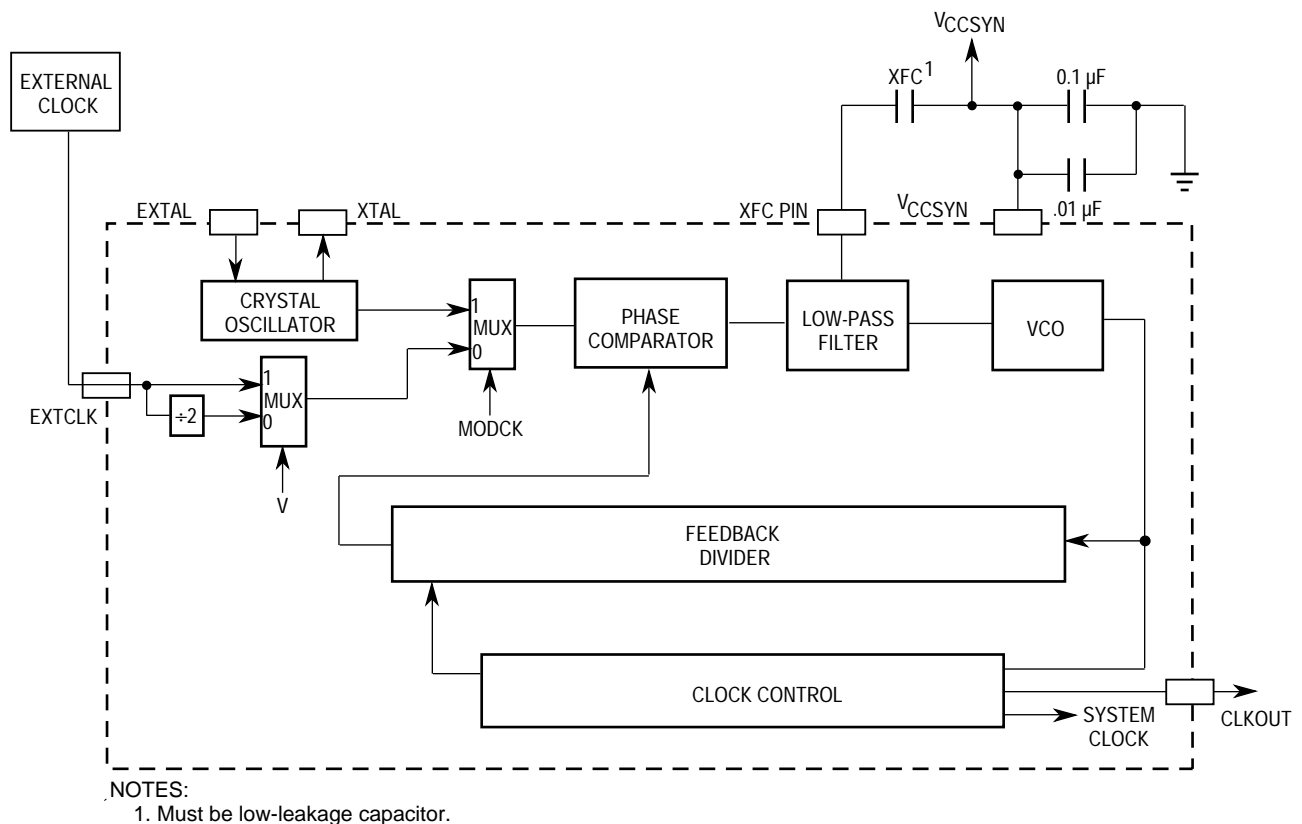 VCCSYN
EXTERNAL
CLOCK
XFC1
0.1 µF
EXTAL
XTAL
XFC PIN
VCCSYN
.01 µF
CRYSTAL
OSCILLATOR
1
MUX
0
PHASE
COMPARATOR
LOW-PASS
FILTER
VCO
EXTCLK
÷2
1
MUX
0
MODCK
V
FEEDBACK
DIVIDER
CLOCK CONTROL
SYSTEM
CLOCK
CLKOUT
NOTES:
1. Must be low-leakage capacitor.